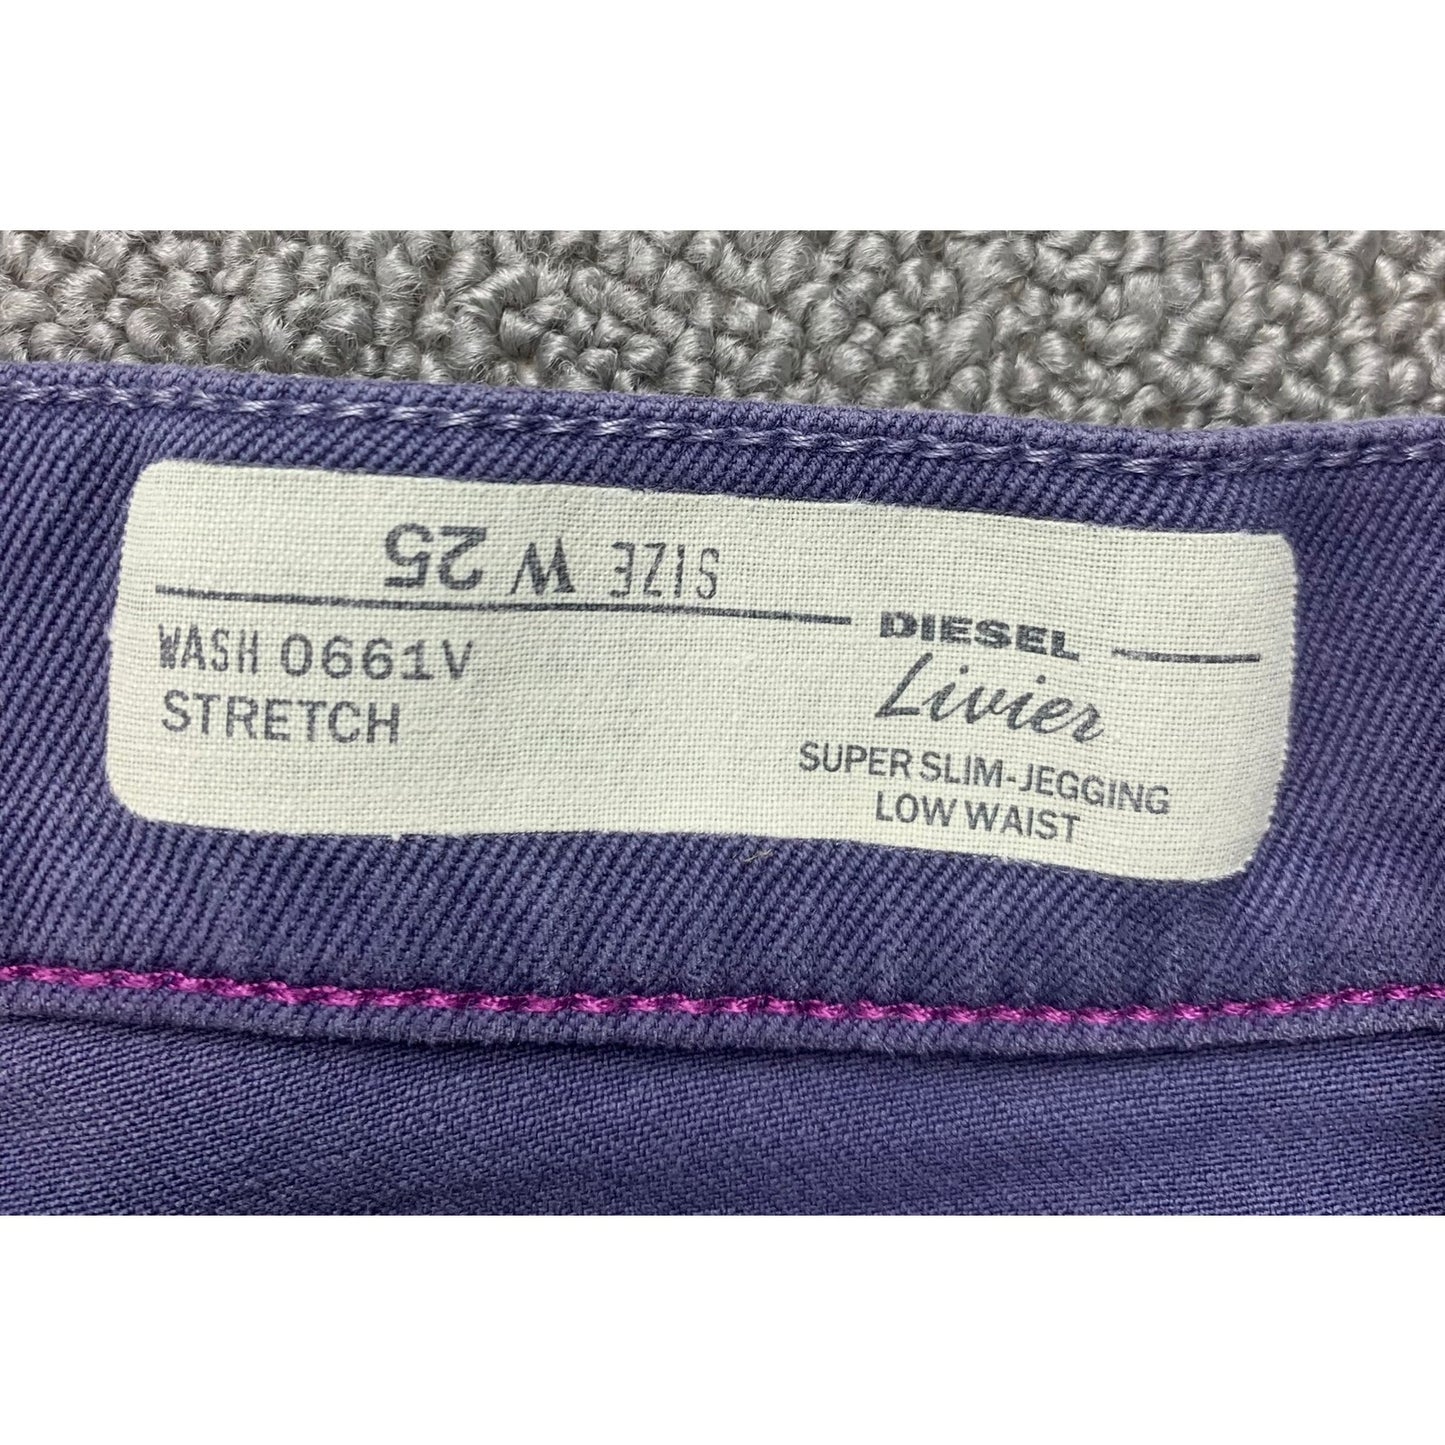 SIZE W 25
DIESEL
WASH 0661V
Livier
STRETCH
SUPER SLIM-JEGGING
LOW WAIST